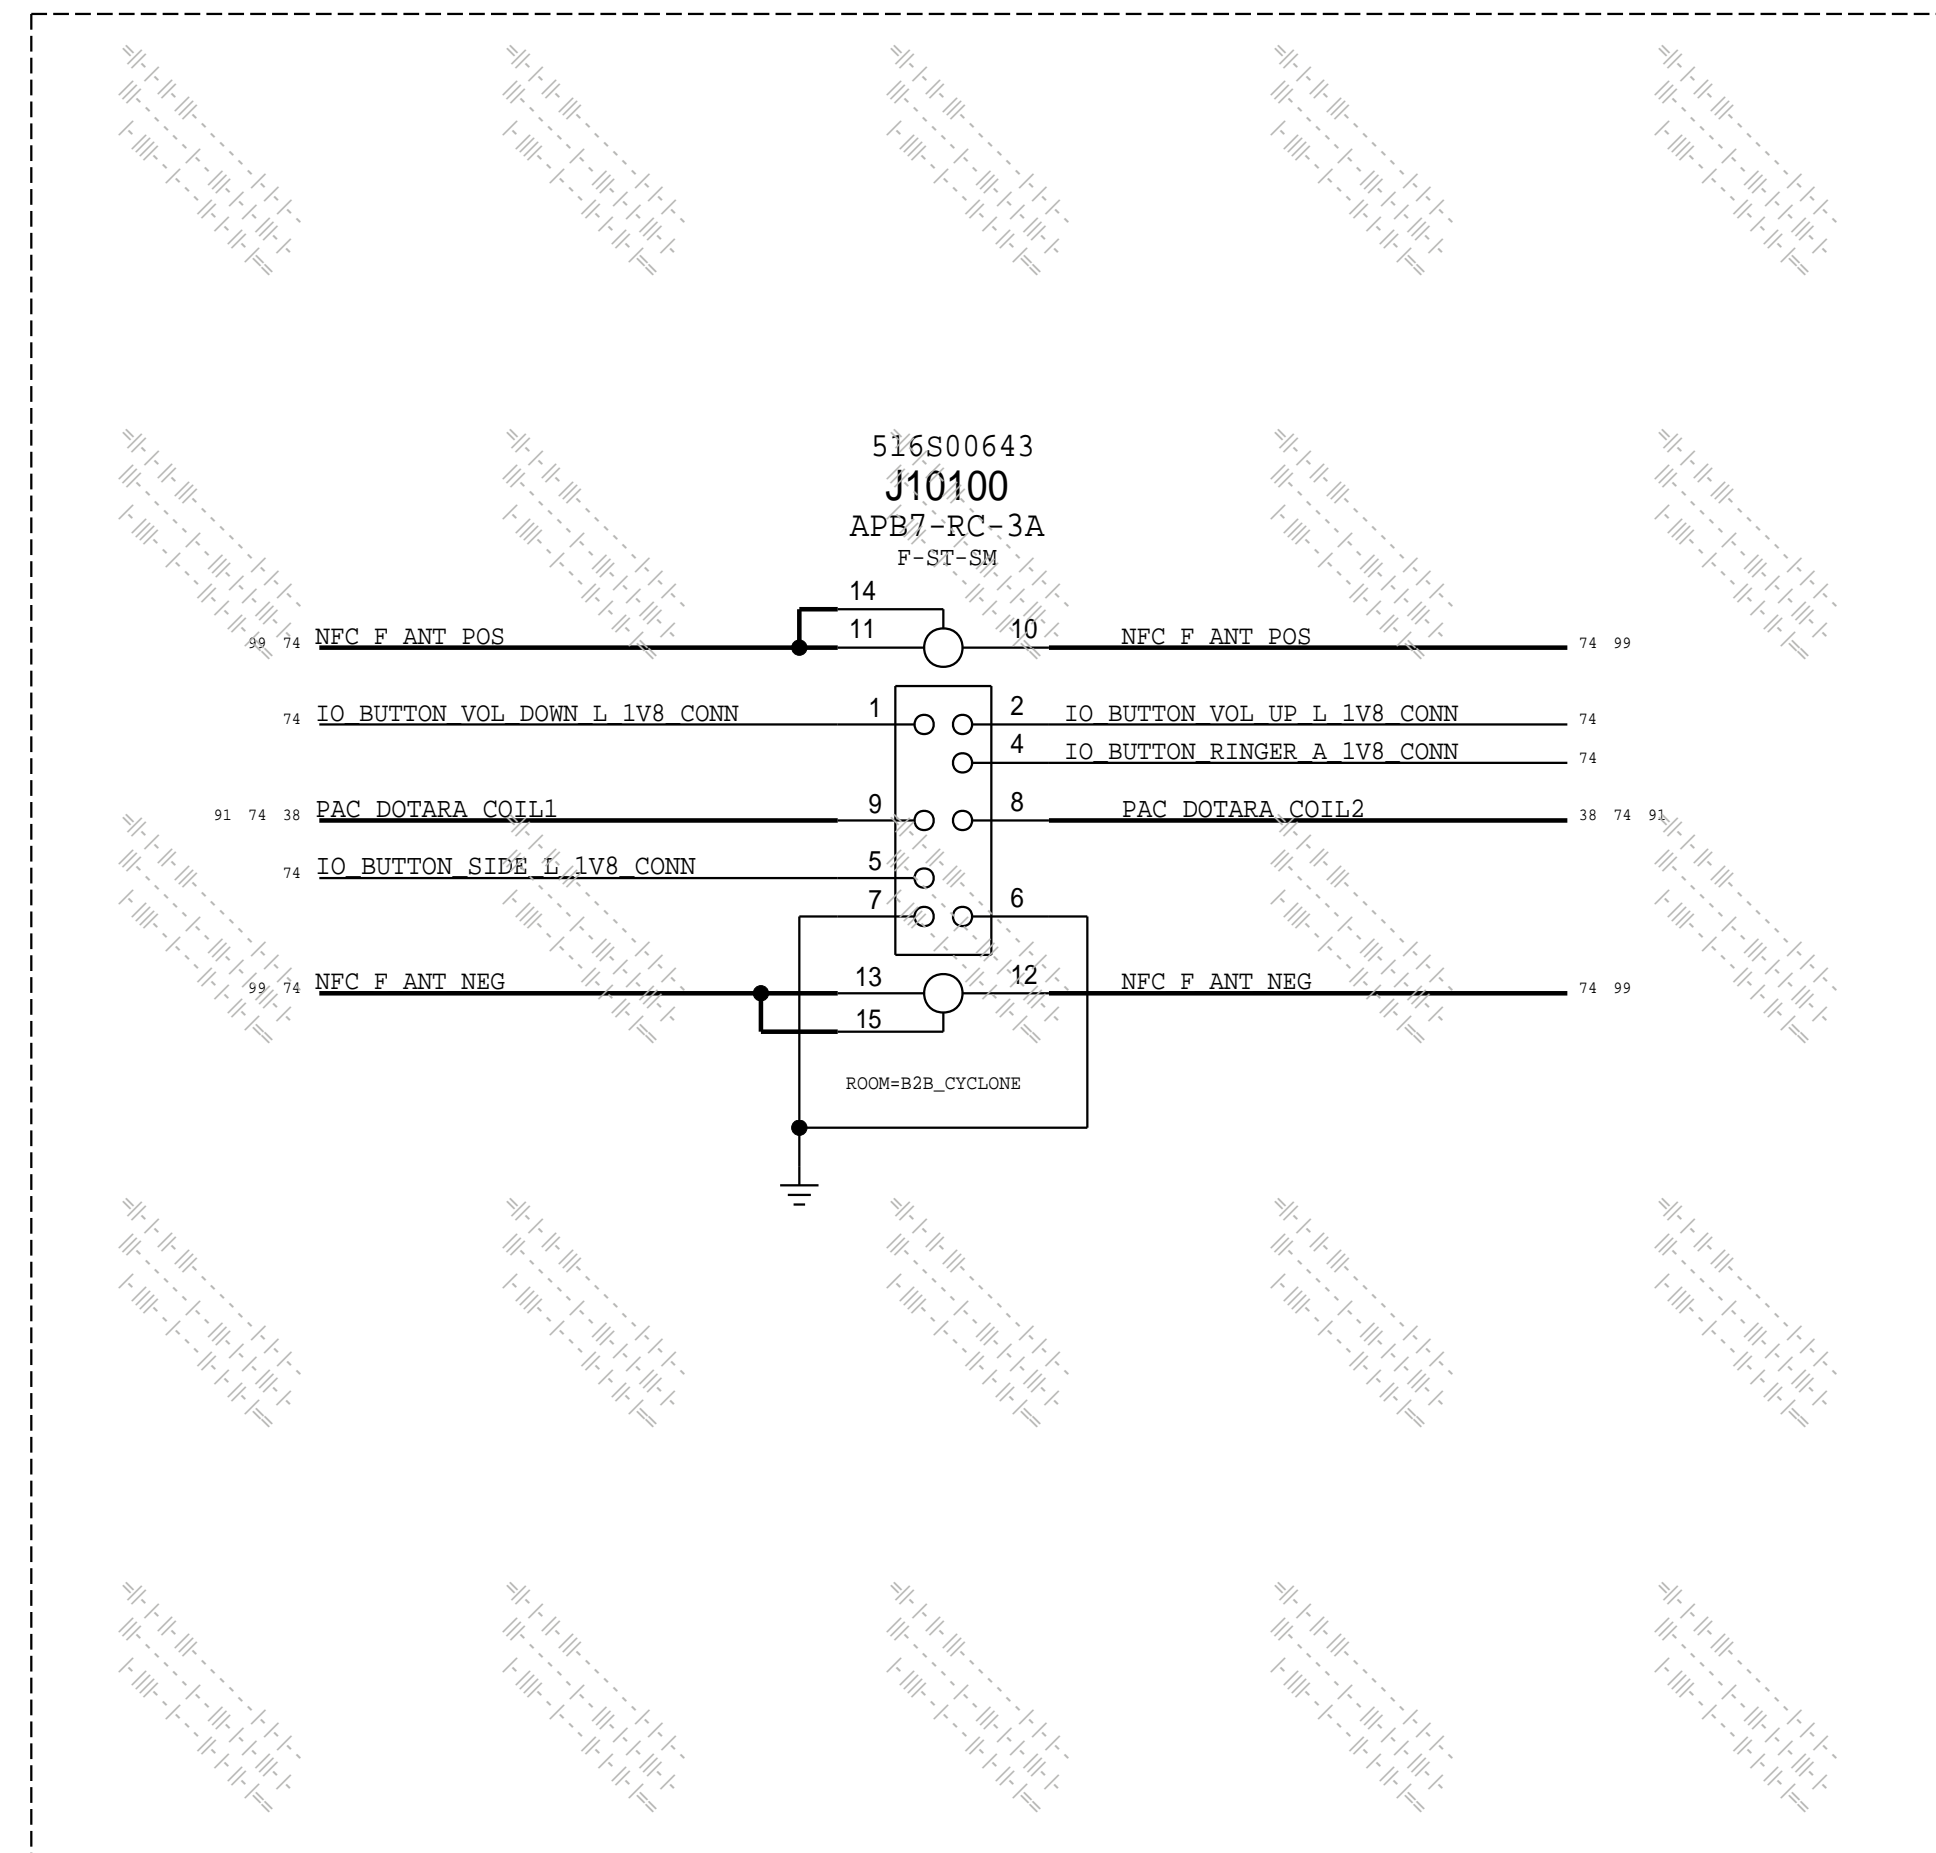 516S00643
J10100
APB7-RC-3A
F-ST-SM
14
99 74 NFC_F_ANT_POS 11 10 NFC_F_ANT_POS 74 99
74 IO_BUTTON_VOL_DOWN_L_1V8_CONN 1 2 IO_BUTTON_VOL_UP_L_1V8_CONN 74
4 IO_BUTTON_RINGER_A_1V8_CONN 74
91 74 38 PAC_DOTARA_COIL1 9 8 PAC_DOTARA_COIL2 38 74 91
74 IO_BUTTON_SIDE_L_1V8_CONN 5
7 6
99 74 NFC_F_ANT_NEG 13 12 NFC_F_ANT_NEG 74 99
15
ROOM=B2B_CYCLONE